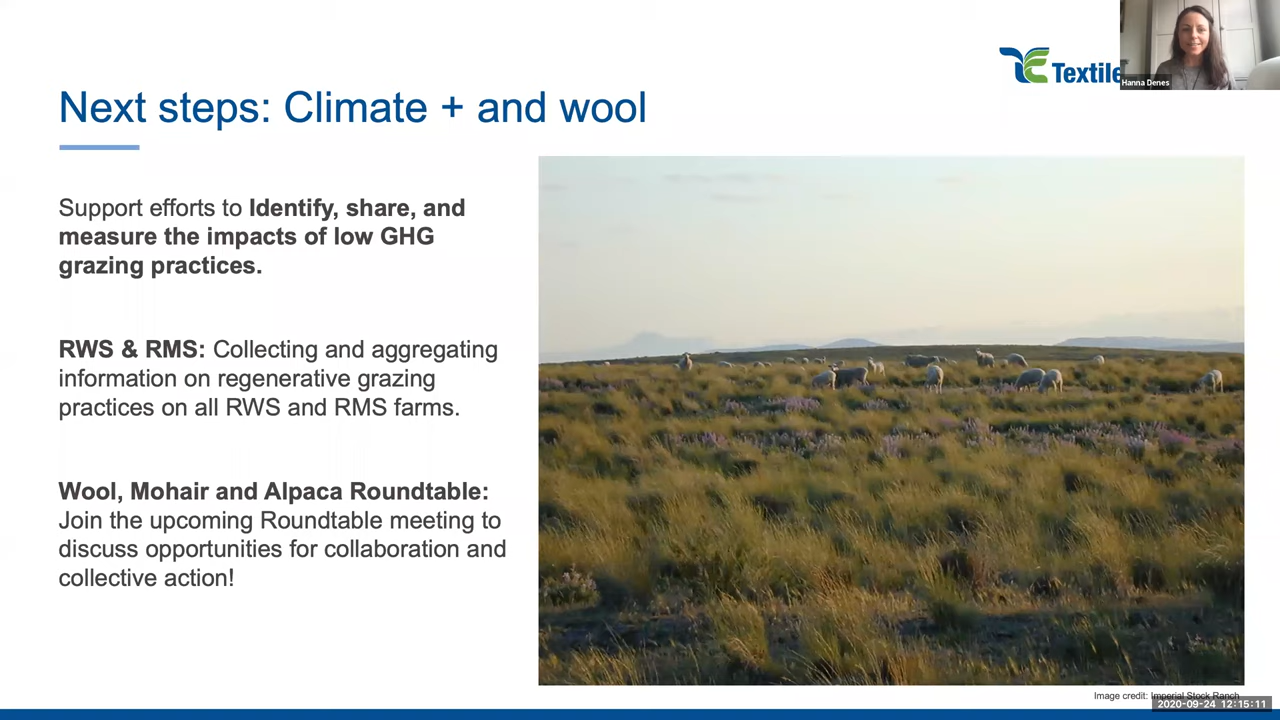 Textile
Hanna Denes
Next steps: Climate + and wool
Support efforts to Identify, share, and
measure the impacts of low GHG
grazing practices.
RWS & RMS: Collecting and aggregating
information on regenerative grazing
practices on all RWS and RMS farms.
Wool, Mohair and Alpaca Roundtable:
Join the upcoming Roundtable meeting to
discuss opportunities for collaboration and
collective action!
Image credit: Imperial Stock Ranch
2020-09-24 12:15:11